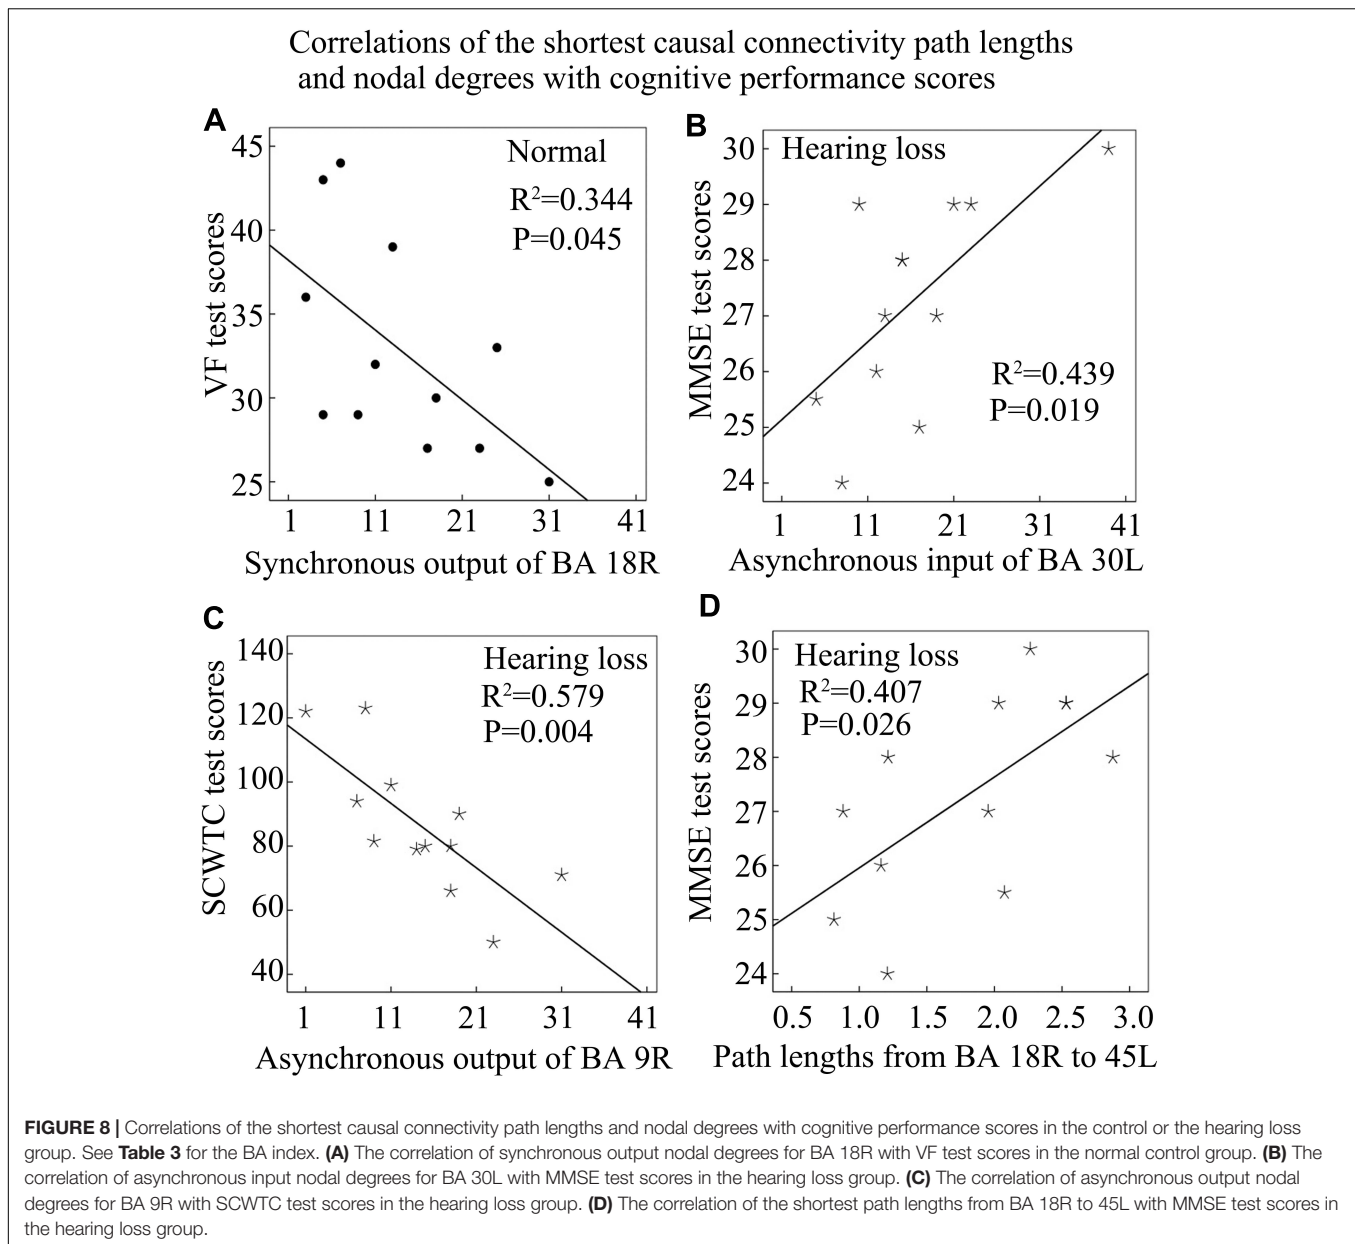 Correlations of the shortest causal connectivity path lengths
and nodal degrees with cognitive performance scores
A
45
40
35
30
25
VF test scores
Normal
R²=0.344
P=0.045
1 11 21 31 41
Synchronous output of BA 18R
B
30
29
28
27
26
25
24
MMSE test scores
Hearing loss
R²=0.439
P=0.019
1 11 21 31 41
Asynchronous input of BA 30L
C
140
120
100
80
60
40
SCWTC test scores
Hearing loss
R²=0.579
P=0.004
1 11 21 31 41
Asynchronous output of BA 9R
D
30
29
28
27
26
25
24
MMSE test scores
Hearing loss
R²=0.407
P=0.026
0.5 1.0 1.5 2.0 2.5 3.0
Path lengths from BA 18R to 45L
FIGURE 8 | Correlations of the shortest causal connectivity path lengths and nodal degrees with cognitive performance scores in the control or the hearing loss
group. See Table 3 for the BA index. (A) The correlation of synchronous output nodal degrees for BA 18R with VF test scores in the normal control group. (B) The
correlation of asynchronous input nodal degrees for BA 30L with MMSE test scores in the hearing loss group. (C) The correlation of asynchronous output nodal
degrees for BA 9R with SCWTC test scores in the hearing loss group. (D) The correlation of the shortest path lengths from BA 18R to 45L with MMSE test scores in
the hearing loss group.